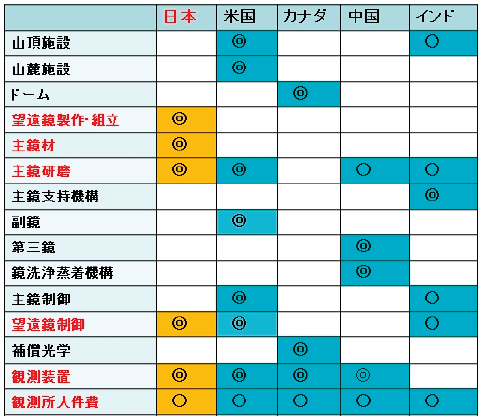 日本 米国 カナダ 中国 インド
山頂施設 ◎ ○
山麓施設 ◎
ドーム ◎
望遠鏡製作・組立 ◎
主鏡材 ◎
主鏡研磨 ◎ ◎ ○ ○
主鏡支持機構 ◎
副鏡 ◎
第三鏡 ◎
鏡洗浄蒸着機構 ◎
主鏡制御 ◎ ○
望遠鏡制御 ◎ ◎ ○
補償光学 ◎
観測装置 ◎ ◎ ◎ ◎
観測所人件費 ○ ○ ○ ○ ○